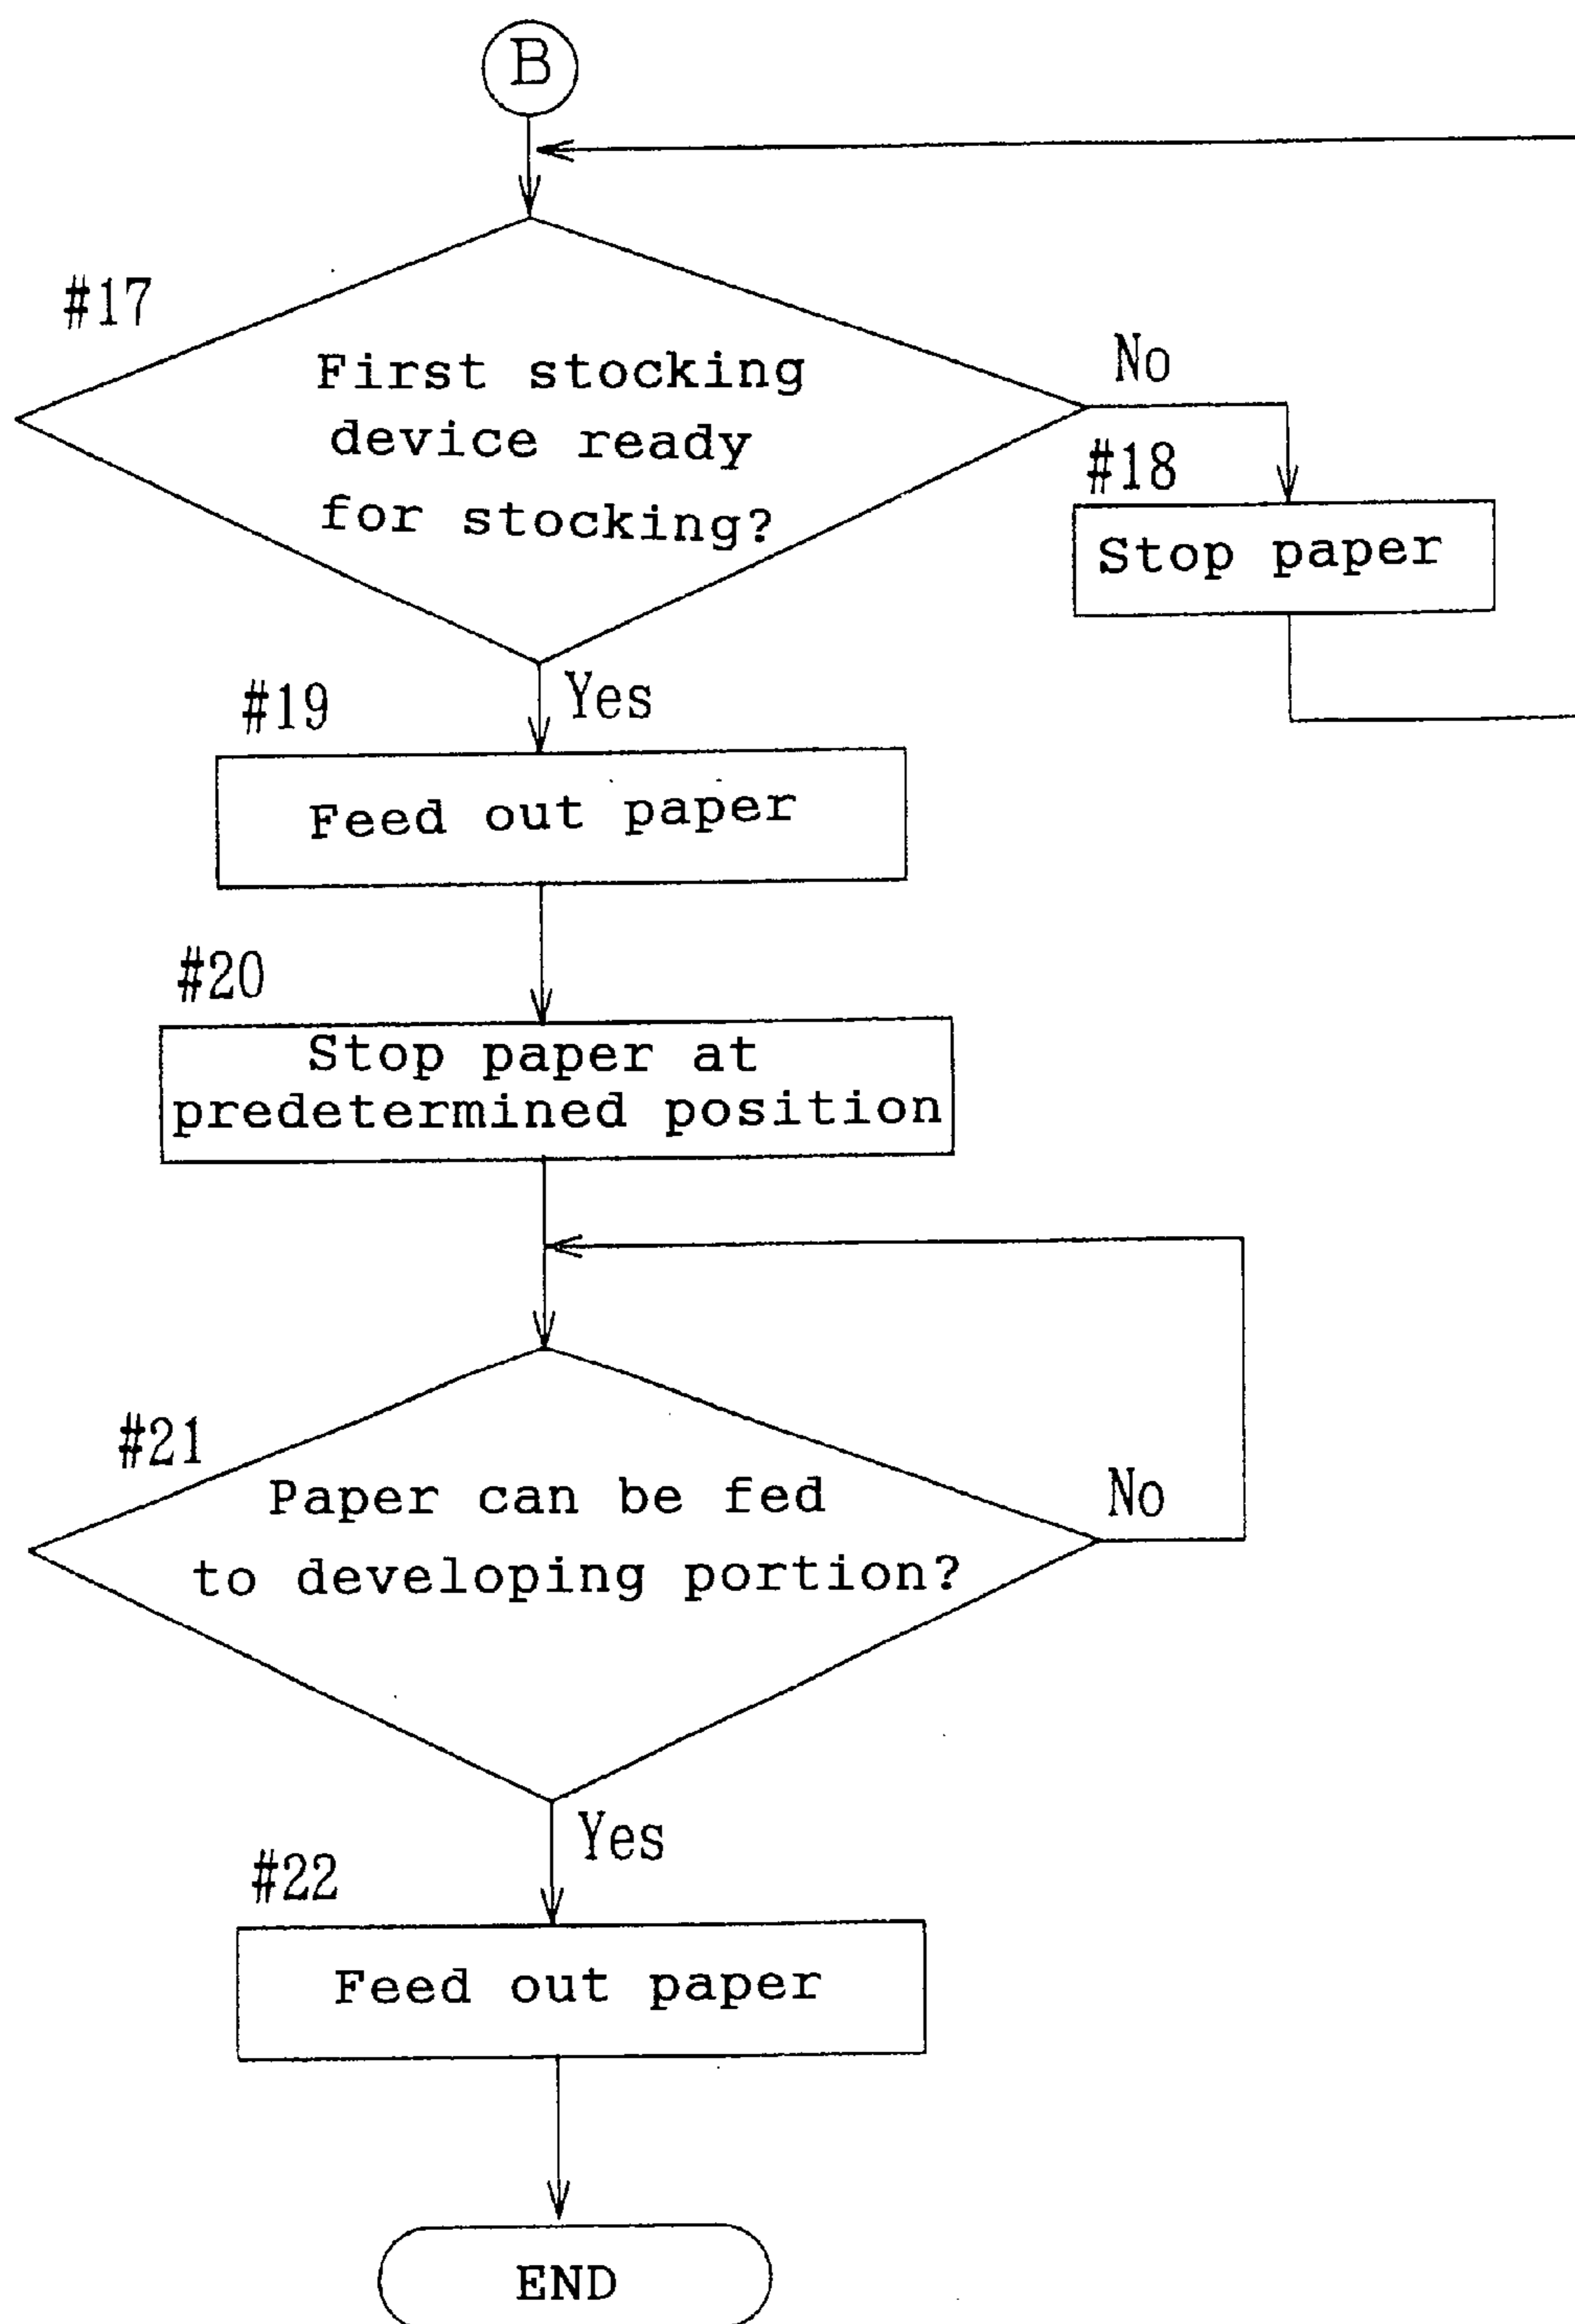 B
#17
First stocking
device ready
for stocking?
No
#18
Stop paper
Yes
#19
Feed out paper
#20
Stop paper at
predetermined position
#21
Paper can be fed
to developing portion?
No
Yes
#22
Feed out paper
END